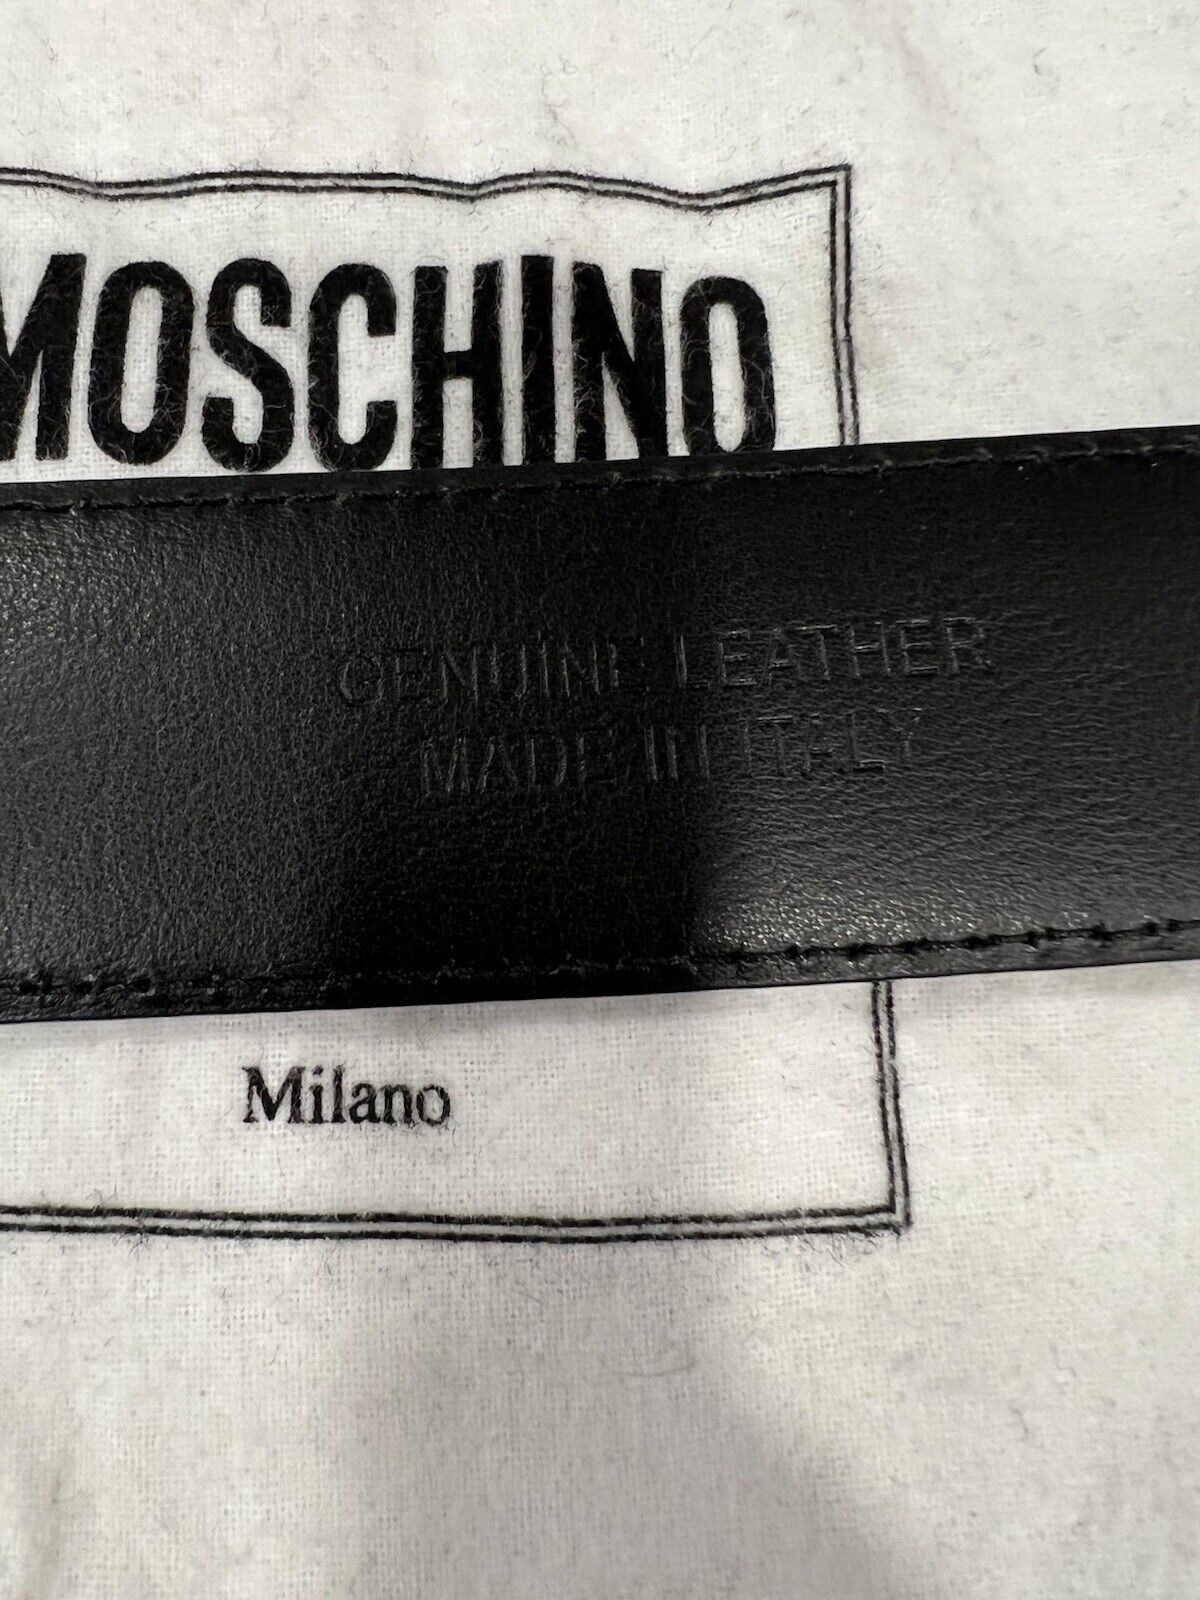 MOSCHINO
GENUINE LEATHER
MADE IN ITALY
Milano